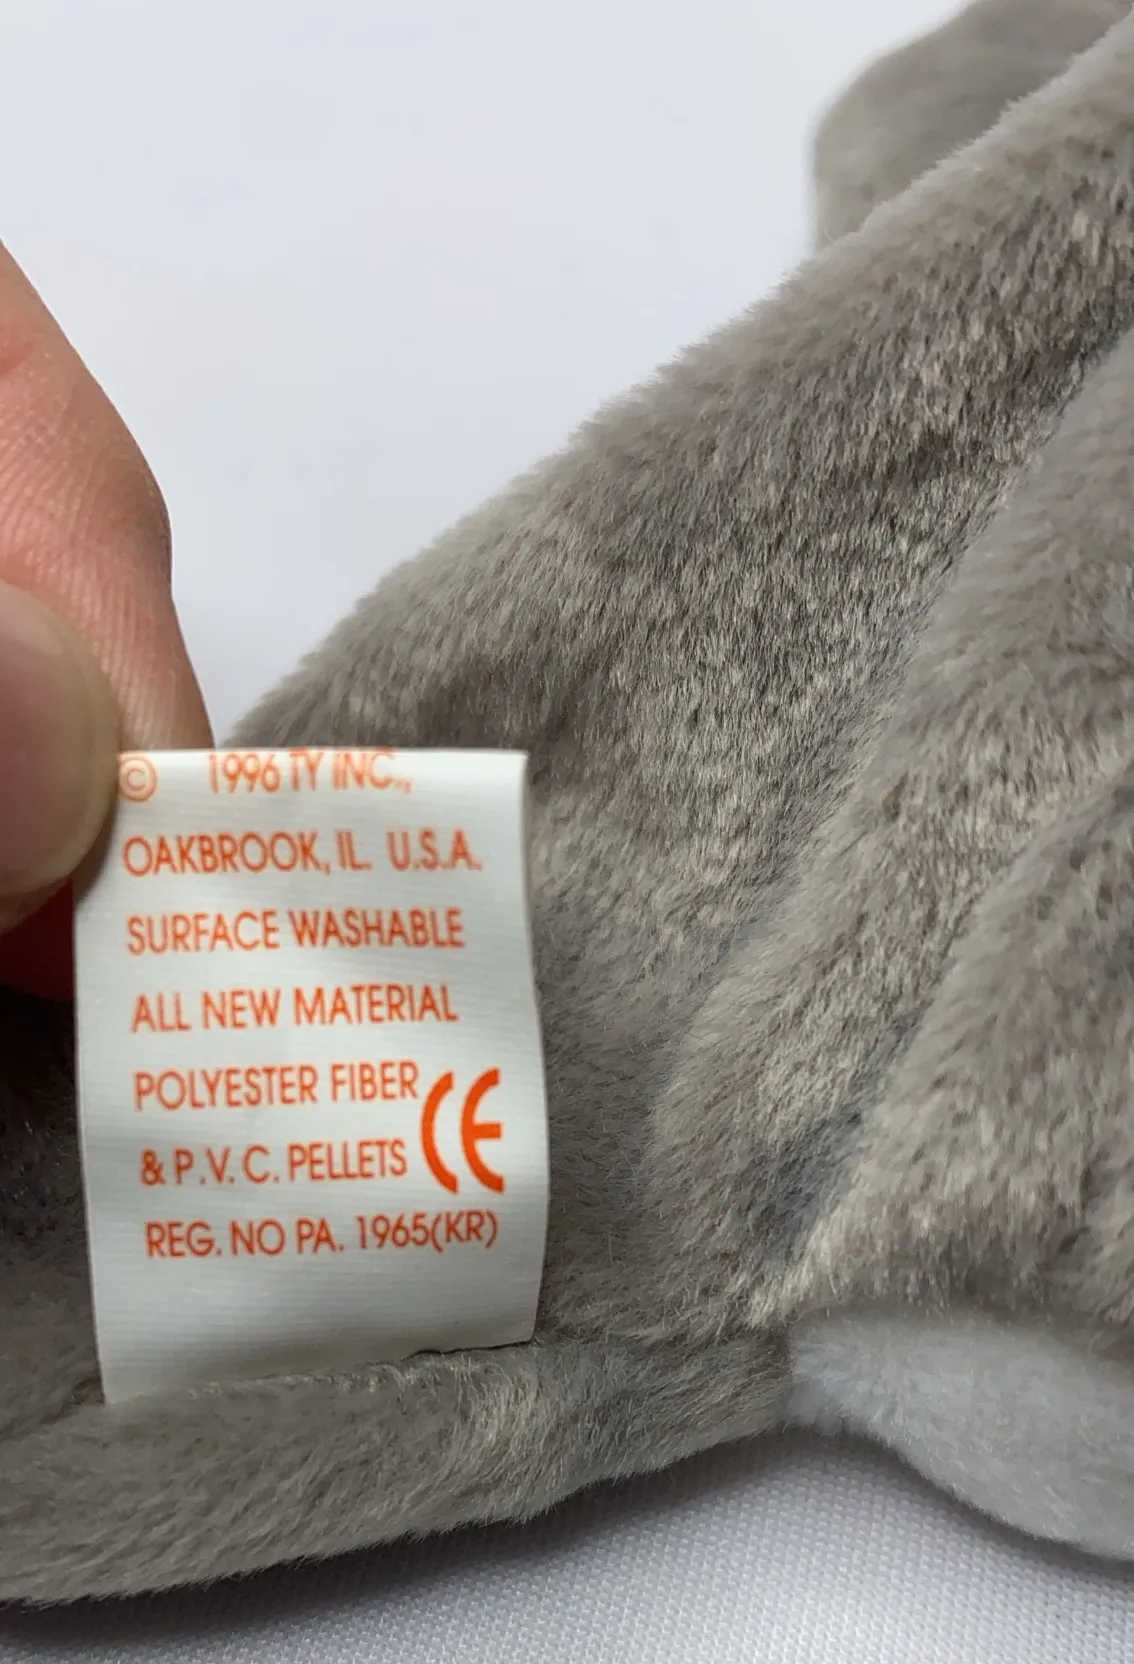 © 1996 TY INC.,
OAKBROOK, IL. U.S.A.
SURFACE WASHABLE
ALL NEW MATERIAL
POLYESTER FIBER
& P.V.C. PELLETS CE
REG. NO PA. 1965(KR)